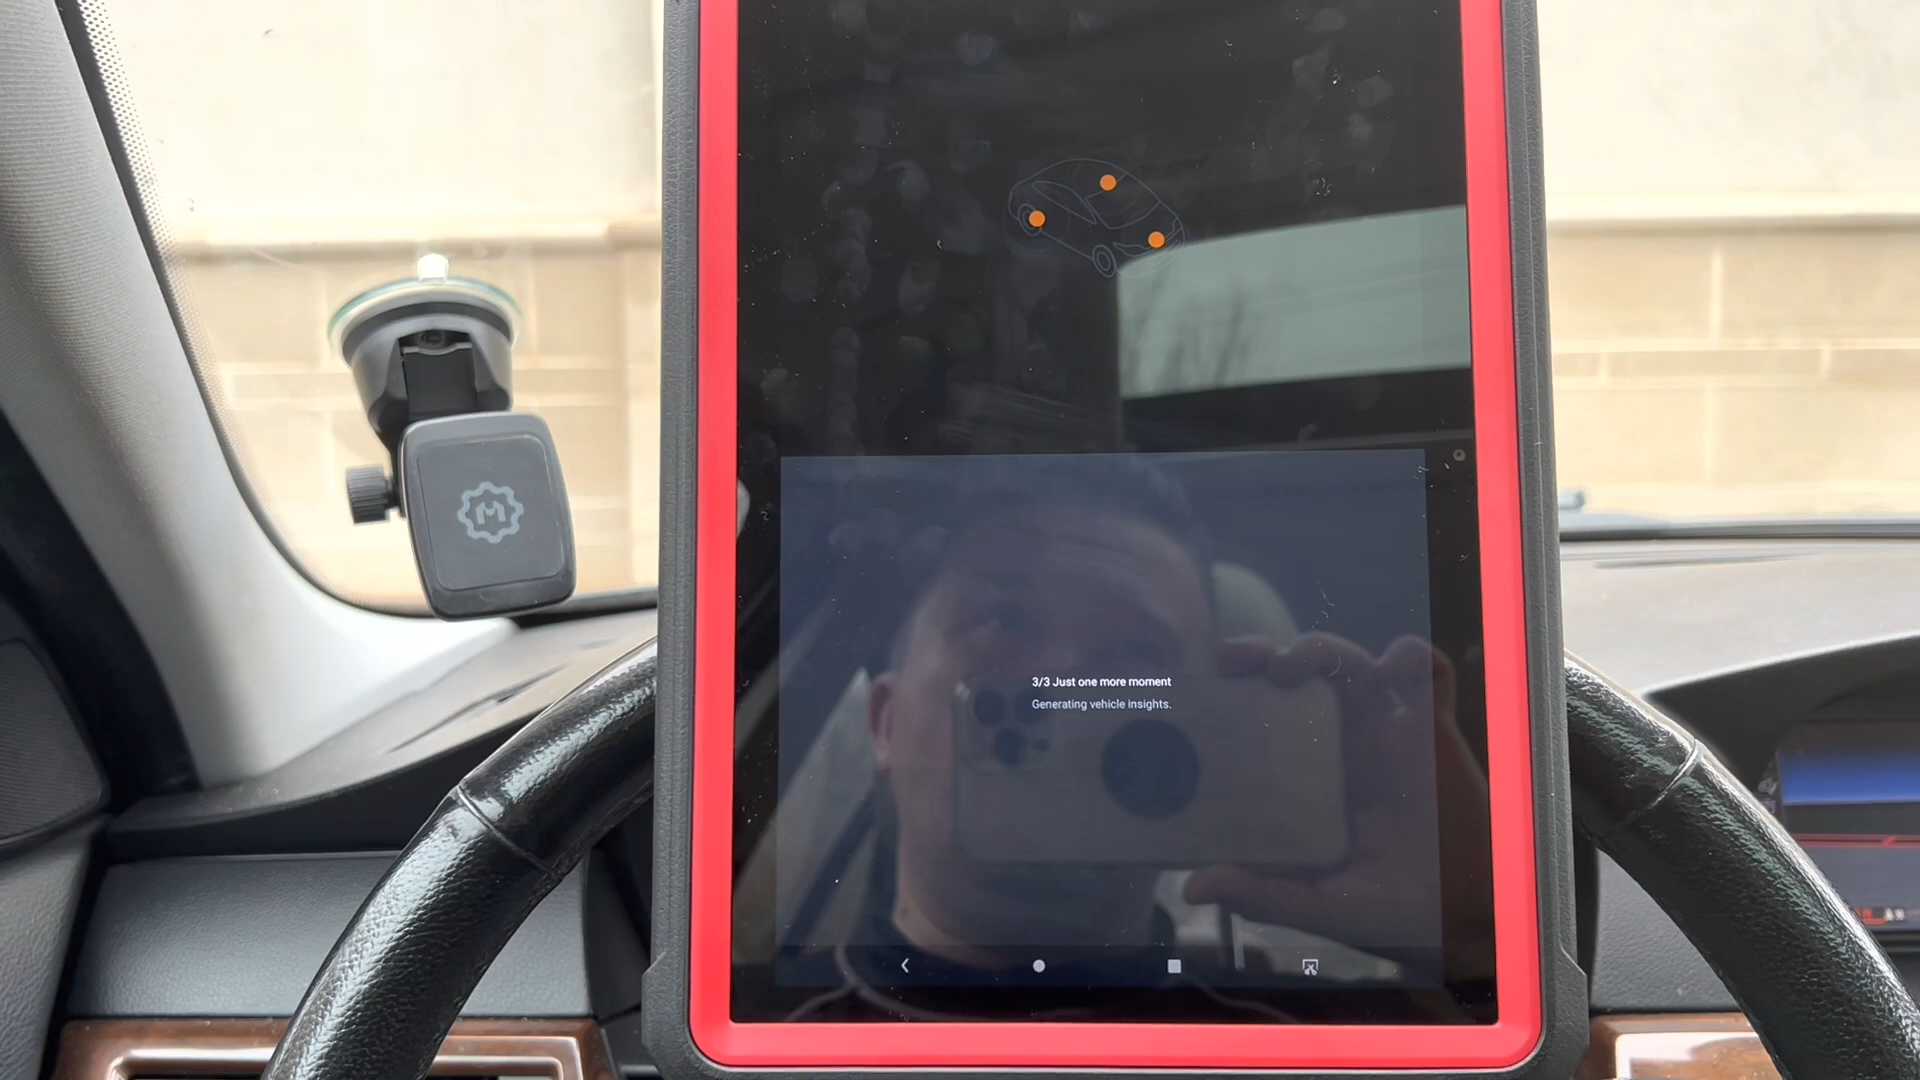 3/3 Just one more moment
Generating vehicle insights.
M